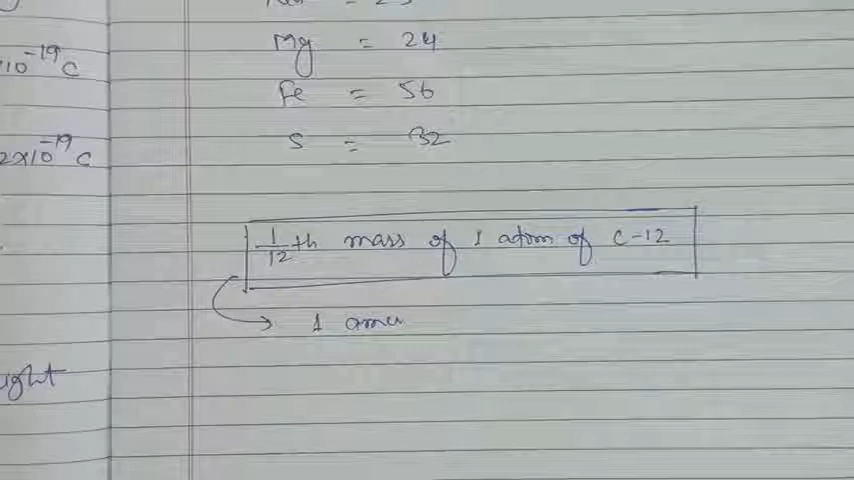 = 23
Mg = 24
×10^-19 C
Fe = 56
S = 32
2×10^-19 C
1/12 th mass of 1 atom of C-12
1 amu